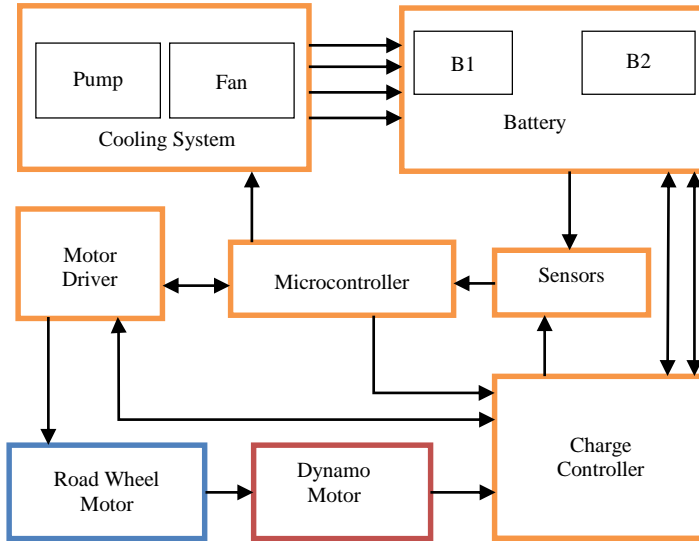 Pump
Fan
Cooling System
B1
B2
Battery
Motor
Driver
Microcontroller
Sensors
Road Wheel
Motor
Dynamo
Motor
Charge
Controller